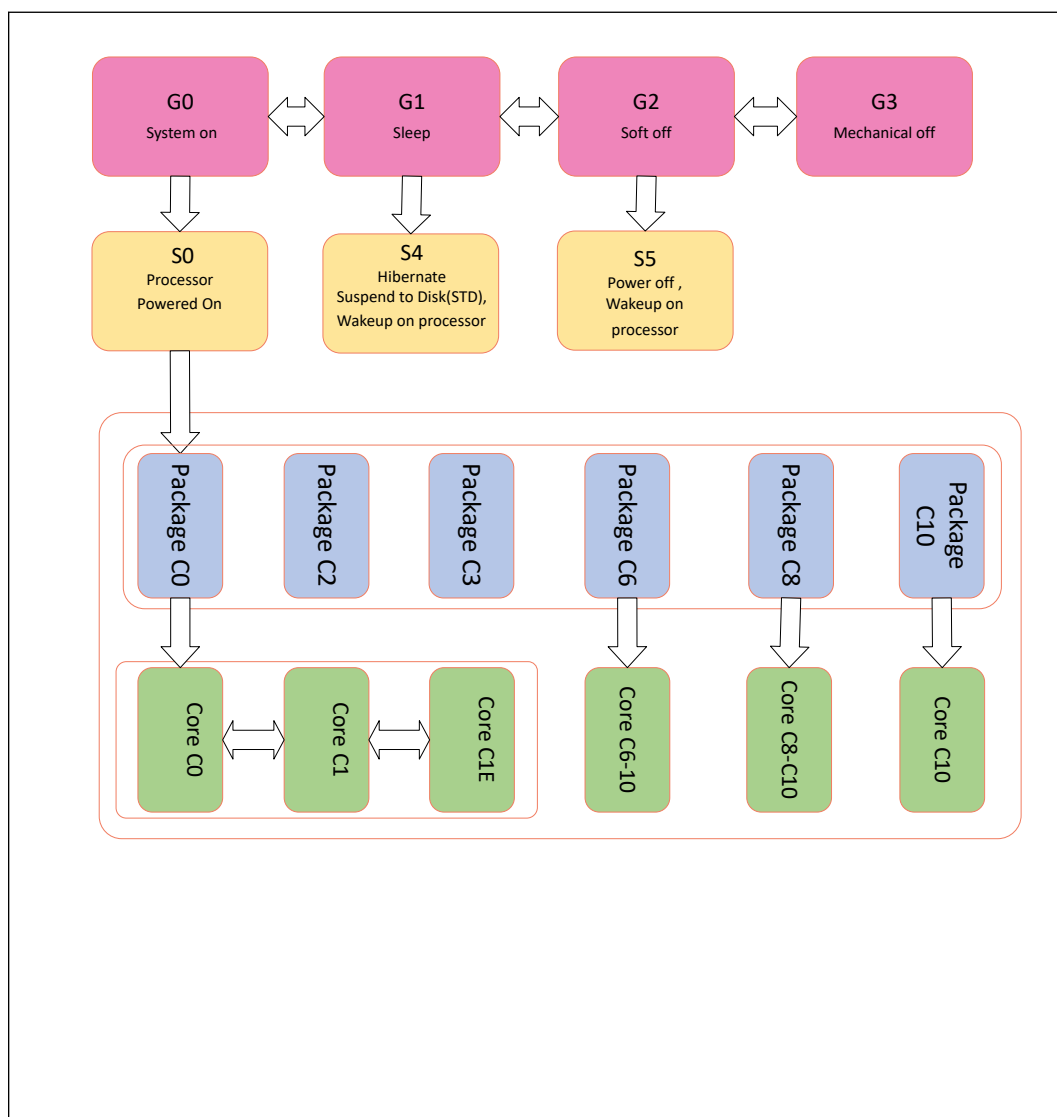 G0
System on
G1
Sleep
G2
Soft off
G3
Mechanical off
S0
Processor
Powered On
S4
Hibernate
Suspend to Disk(STD),
Wakeup on processor
S5
Power off ,
Wakeup on
processor
Package C0
Package C2
Package C3
Package C6
Package C8
Package
C10
Core C0
Core C1
Core C1E
Core C6-10
Core C8-C10
Core C10